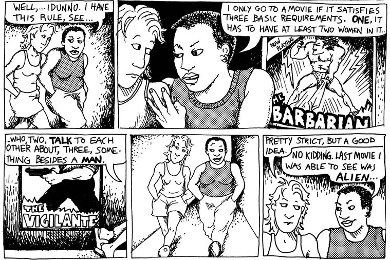 WELL,... I DUNNO. I HAVE
THIS RULE, SEE...
I ONLY GO TO A MOVIE IF IT SATISFIES
THREE BASIC REQUIREMENTS. ONE, IT
HAS TO HAVE AT LEAST TWO WOMEN IN IT.
BARBARIAN
..WHO, TWO, TALK TO EACH
OTHER ABOUT, THREE, SOME-
THING BESIDES A MAN.
THE
VIGILANTE
PRETTY STRICT, BUT A GOOD
IDEA.
NO KIDDING. LAST MOVIE I
WAS ABLE TO SEE WAS
ALIEN...